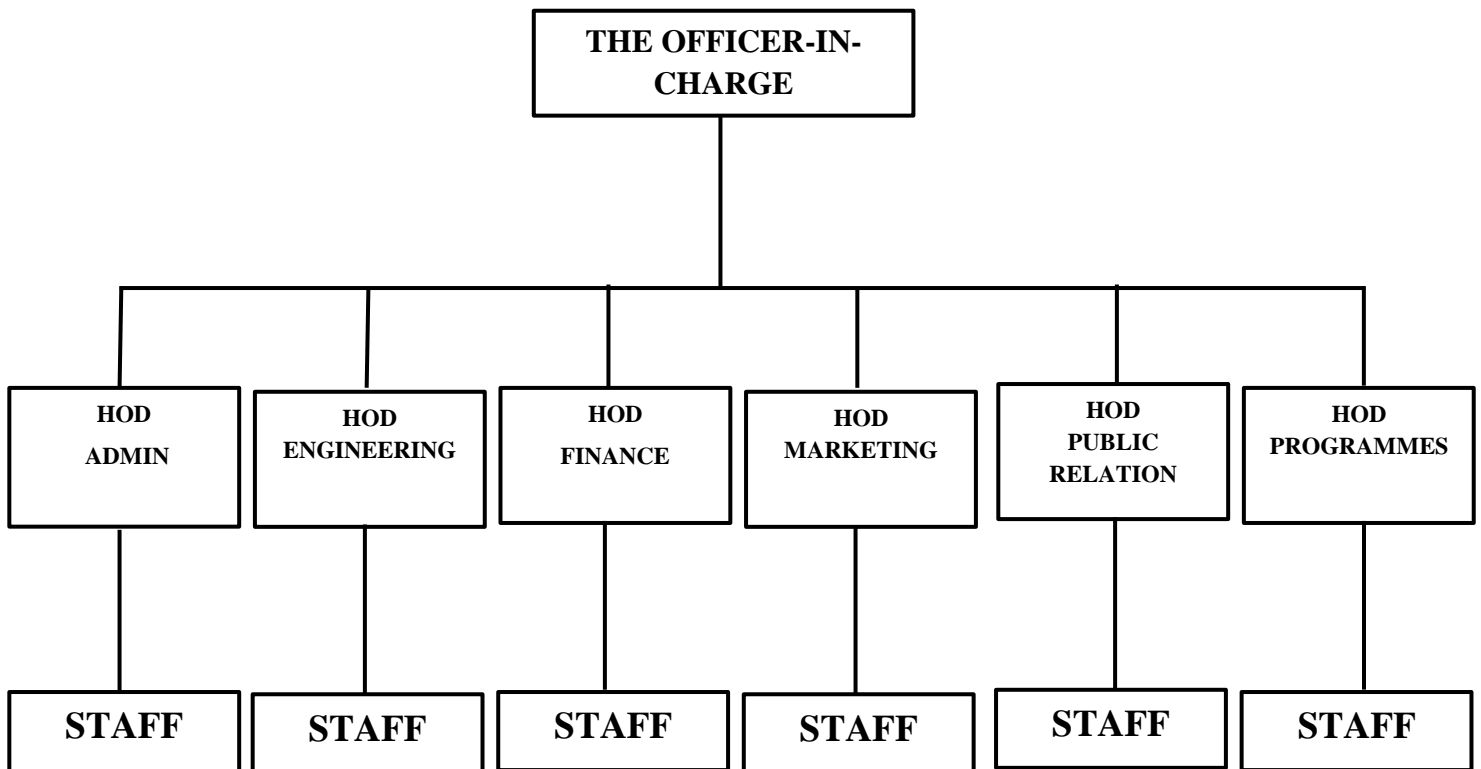 THE OFFICER-IN-
CHARGE
HOD
ADMIN
HOD
ENGINEERING
HOD
FINANCE
HOD
MARKETING
HOD
PUBLIC
RELATION
HOD
PROGRAMMES
STAFF
STAFF
STAFF
STAFF
STAFF
STAFF